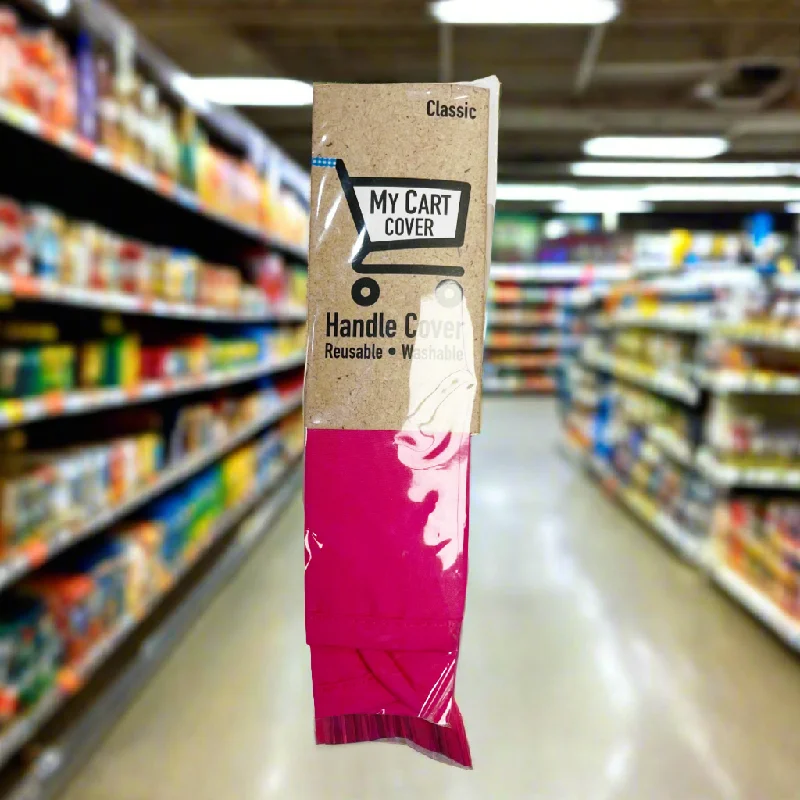 Classic
My Cart
Cover
Handle Cover
Reusable • Washable